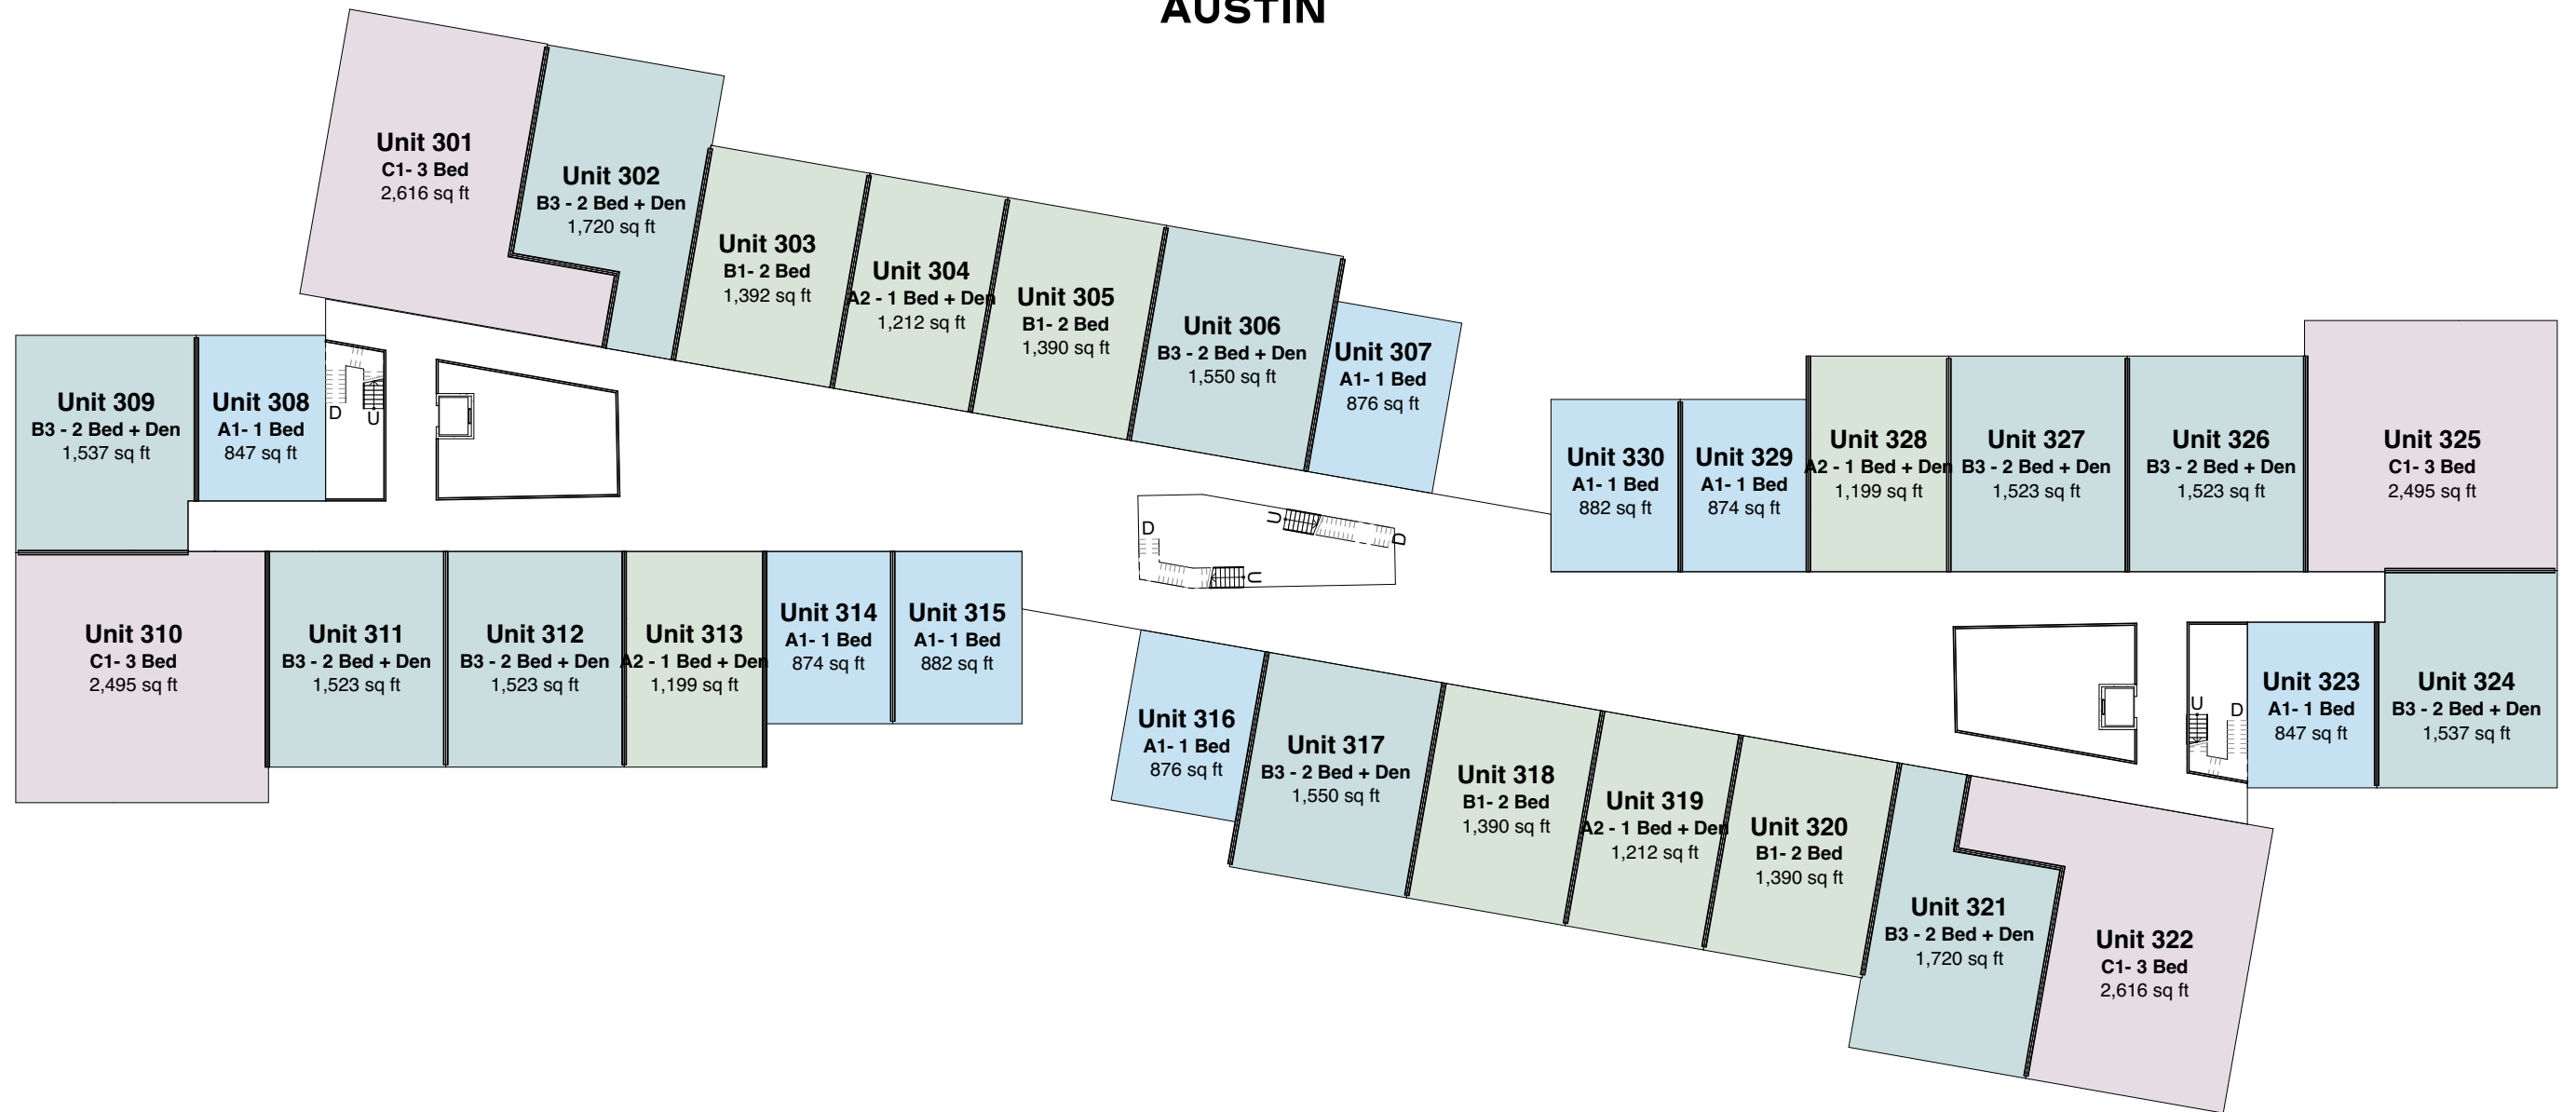 AUSTIN
Unit 301
C1- 3 Bed
2,616 sq ft
Unit 302
B3 - 2 Bed + Den
1,720 sq ft
Unit 303
B1- 2 Bed
1,392 sq ft
Unit 304
A2 - 1 Bed + Den
1,212 sq ft
Unit 305
B1- 2 Bed
1,390 sq ft
Unit 306
B3 - 2 Bed + Den
1,550 sq ft
Unit 307
A1- 1 Bed
876 sq ft
Unit 309
B3 - 2 Bed + Den
1,537 sq ft
Unit 308
A1- 1 Bed
847 sq ft
D
U
Unit 330
A1- 1 Bed
882 sq ft
Unit 329
A1- 1 Bed
874 sq ft
Unit 328
A2 - 1 Bed + Den
1,199 sq ft
Unit 327
B3 - 2 Bed + Den
1,523 sq ft
Unit 326
B3 - 2 Bed + Den
1,523 sq ft
Unit 325
C1- 3 Bed
2,495 sq ft
D
U
D
U
Unit 310
C1- 3 Bed
2,495 sq ft
Unit 311
B3 - 2 Bed + Den
1,523 sq ft
Unit 312
B3 - 2 Bed + Den
1,523 sq ft
Unit 313
A2 - 1 Bed + Den
1,199 sq ft
Unit 314
A1- 1 Bed
874 sq ft
Unit 315
A1- 1 Bed
882 sq ft
Unit 316
A1- 1 Bed
876 sq ft
Unit 317
B3 - 2 Bed + Den
1,550 sq ft
Unit 318
B1- 2 Bed
1,390 sq ft
Unit 319
A2 - 1 Bed + Den
1,212 sq ft
Unit 320
B1- 2 Bed
1,390 sq ft
Unit 321
B3 - 2 Bed + Den
1,720 sq ft
Unit 322
C1- 3 Bed
2,616 sq ft
U
D
Unit 323
A1- 1 Bed
847 sq ft
Unit 324
B3 - 2 Bed + Den
1,537 sq ft